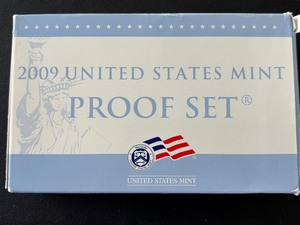 2009 UNITED STATES MINT
PROOF SET®
UNITED STATES MINT